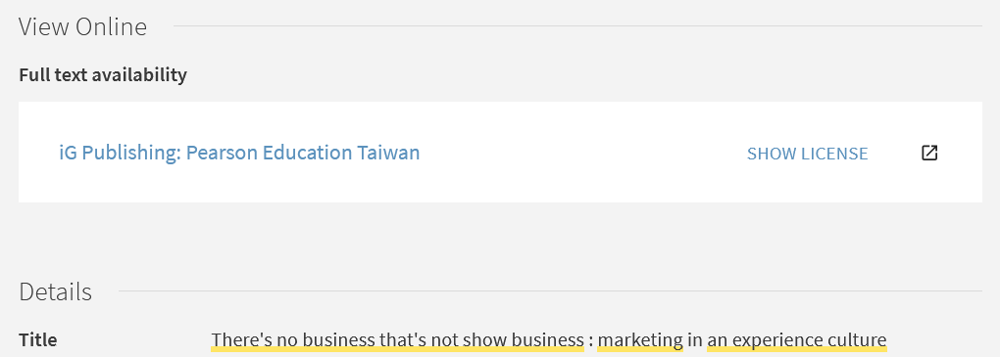 View Online
Full text availability
iG Publishing: Pearson Education Taiwan SHOW LICENSE
Details
Title There's no business that's not show business : marketing in an experience culture